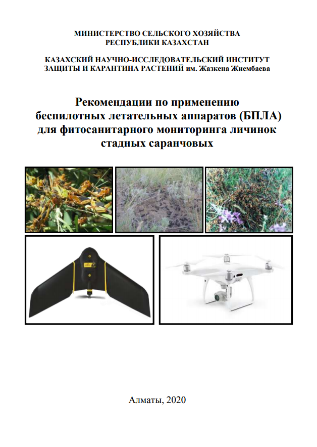 МИНИСТЕРСТВО СЕЛЬСКОГО ХОЗЯЙСТВА
РЕСПУБЛИКИ КАЗАХСТАН
КАЗАХСКИЙ НАУЧНО-ИССЛЕДОВАТЕЛЬСКИЙ ИНСТИТУТ
ЗАЩИТЫ И КАРАНТИНА РАСТЕНИЙ им. Жазкена Жиембаева
Рекомендации по применению
беспилотных летательных аппаратов (БПЛА)
для фитосанитарного мониторинга личинок
стадных саранчовых
Алматы, 2020